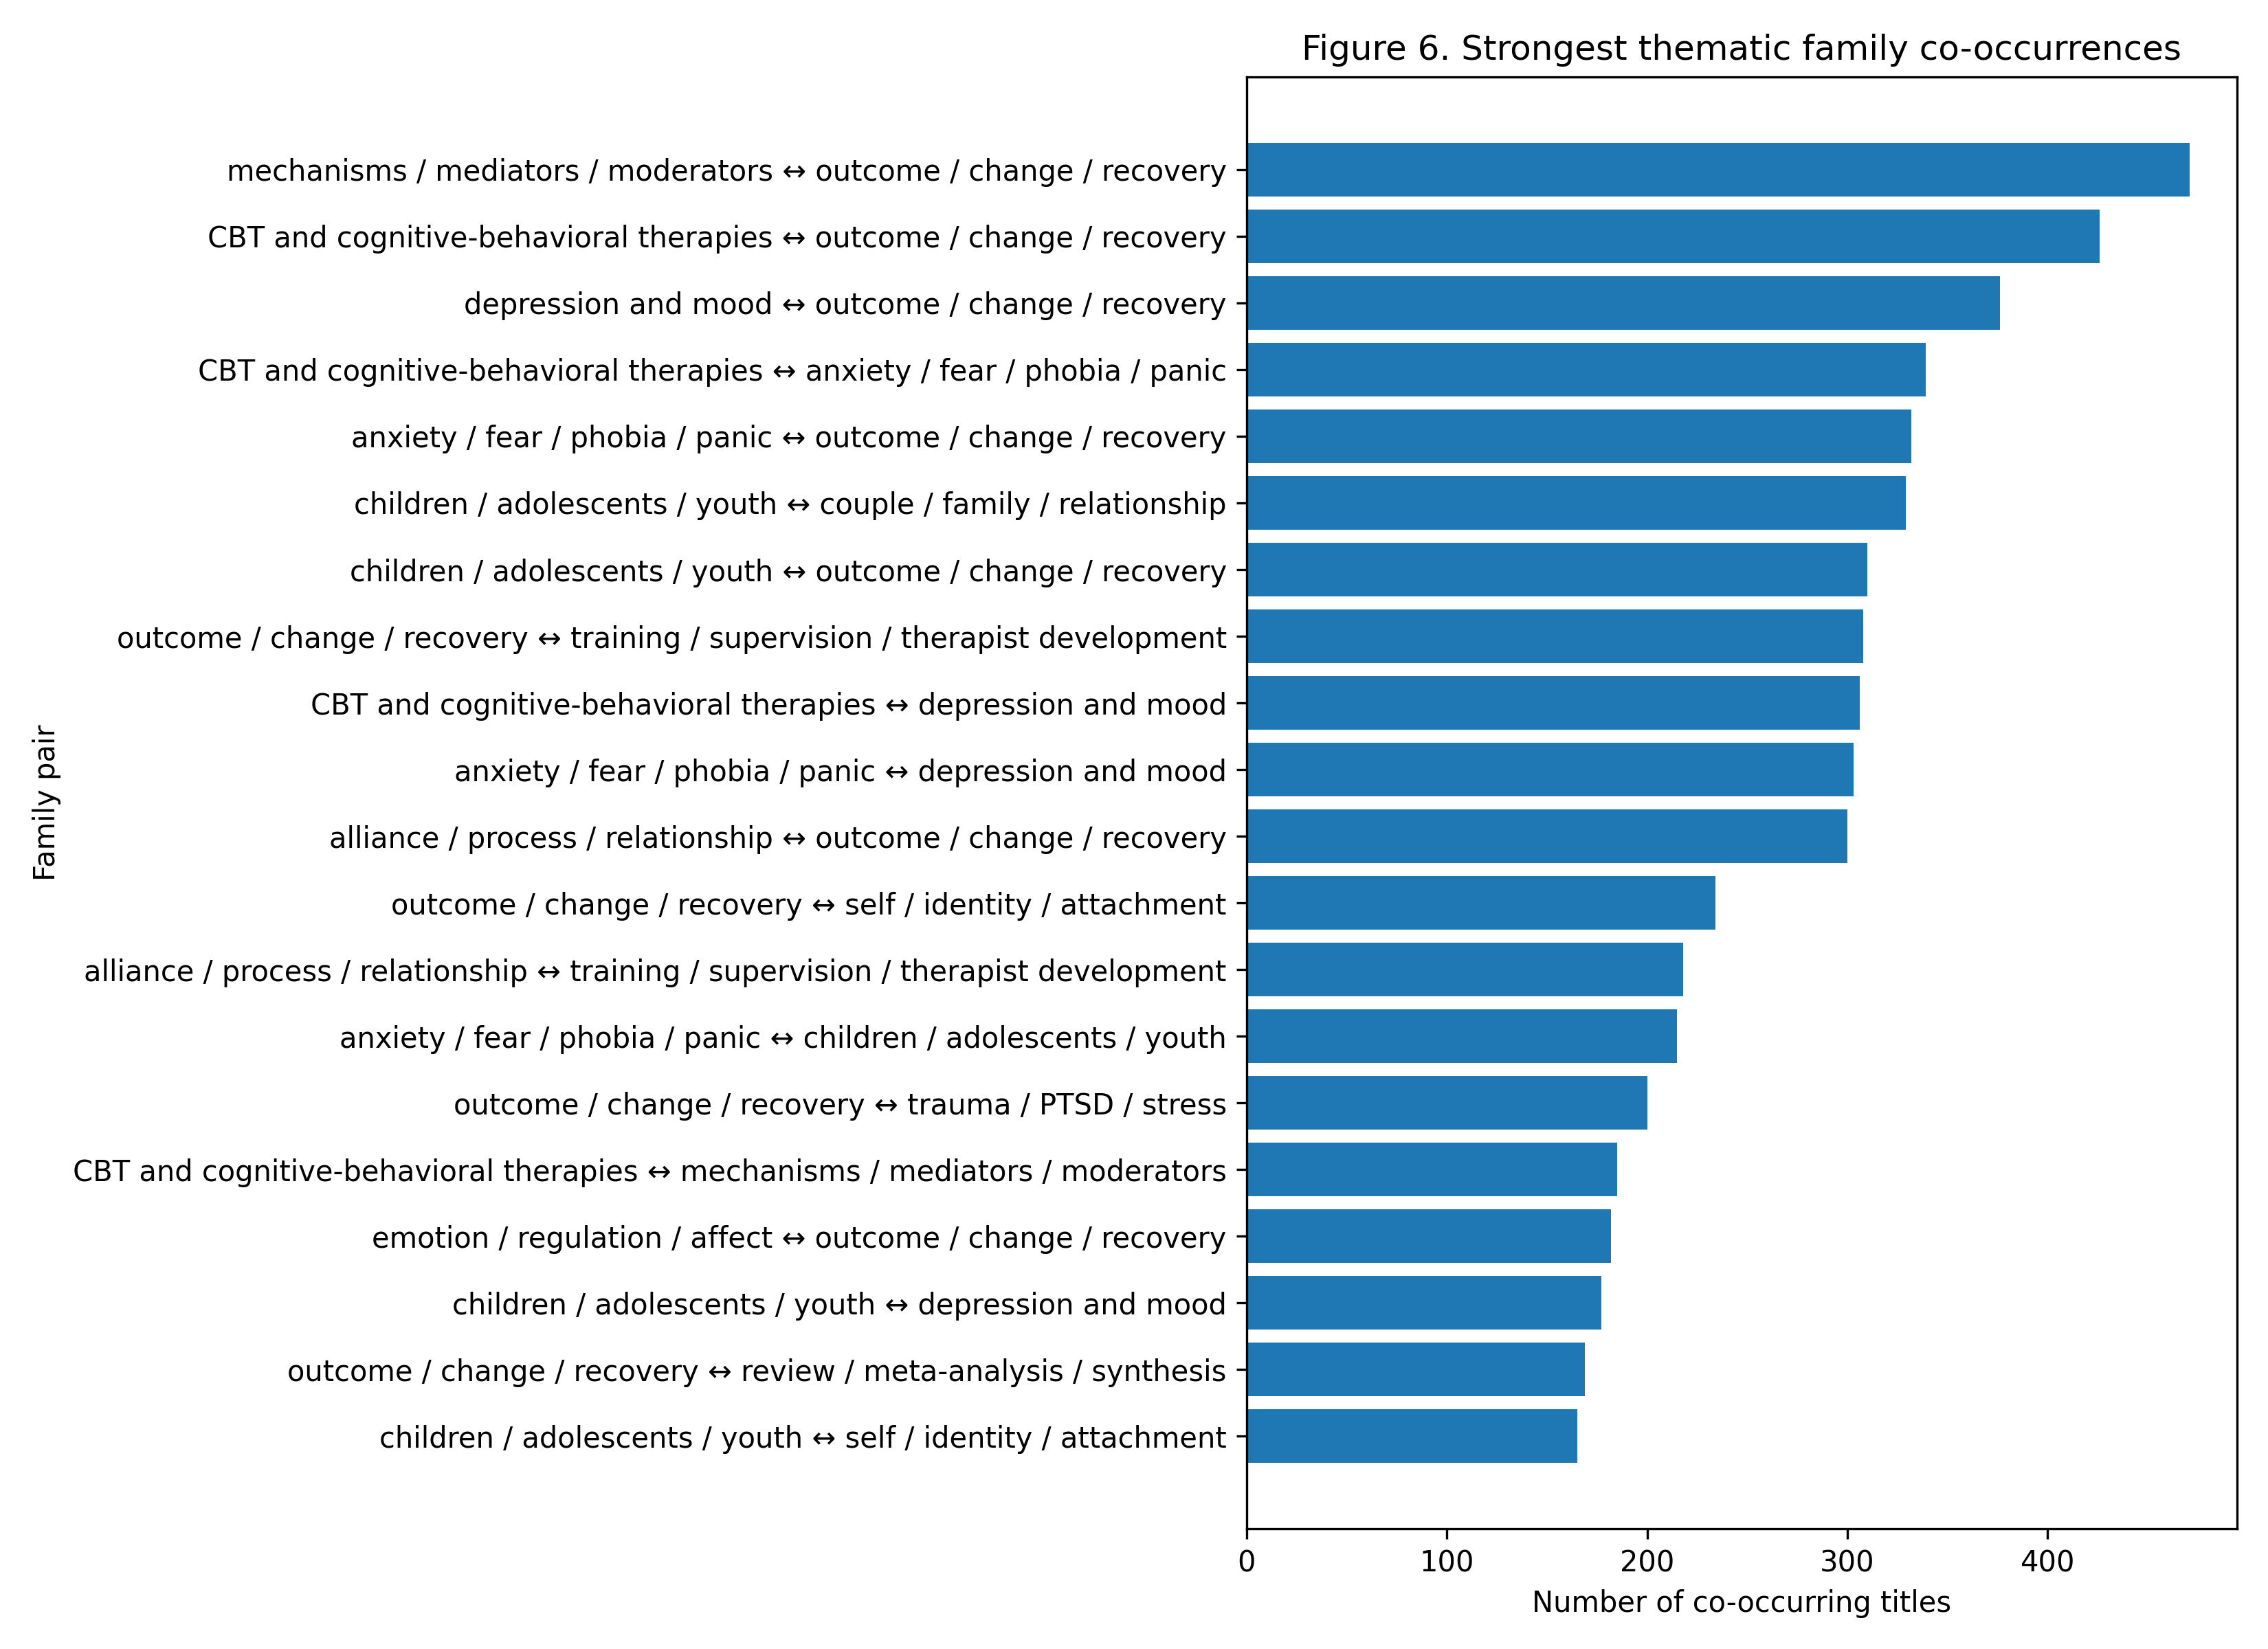 Figure 6. Strongest thematic family co-occurrences
mechanisms / mediators / moderators ↔ outcome / change / recovery
CBT and cognitive-behavioral therapies ↔ outcome / change / recovery
depression and mood ↔ outcome / change / recovery
CBT and cognitive-behavioral therapies ↔ anxiety / fear / phobia / panic
anxiety / fear / phobia / panic ↔ outcome / change / recovery
children / adolescents / youth ↔ couple / family / relationship
children / adolescents / youth ↔ outcome / change / recovery
outcome / change / recovery ↔ training / supervision / therapist development
CBT and cognitive-behavioral therapies ↔ depression and mood
anxiety / fear / phobia / panic ↔ depression and mood
alliance / process / relationship ↔ outcome / change / recovery
outcome / change / recovery ↔ self / identity / attachment
alliance / process / relationship ↔ training / supervision / therapist development
anxiety / fear / phobia / panic ↔ children / adolescents / youth
outcome / change / recovery ↔ trauma / PTSD / stress
CBT and cognitive-behavioral therapies ↔ mechanisms / mediators / moderators
emotion / regulation / affect ↔ outcome / change / recovery
children / adolescents / youth ↔ depression and mood
outcome / change / recovery ↔ review / meta-analysis / synthesis
children / adolescents / youth ↔ self / identity / attachment
Family pair
0 100 200 300 400
Number of co-occurring titles